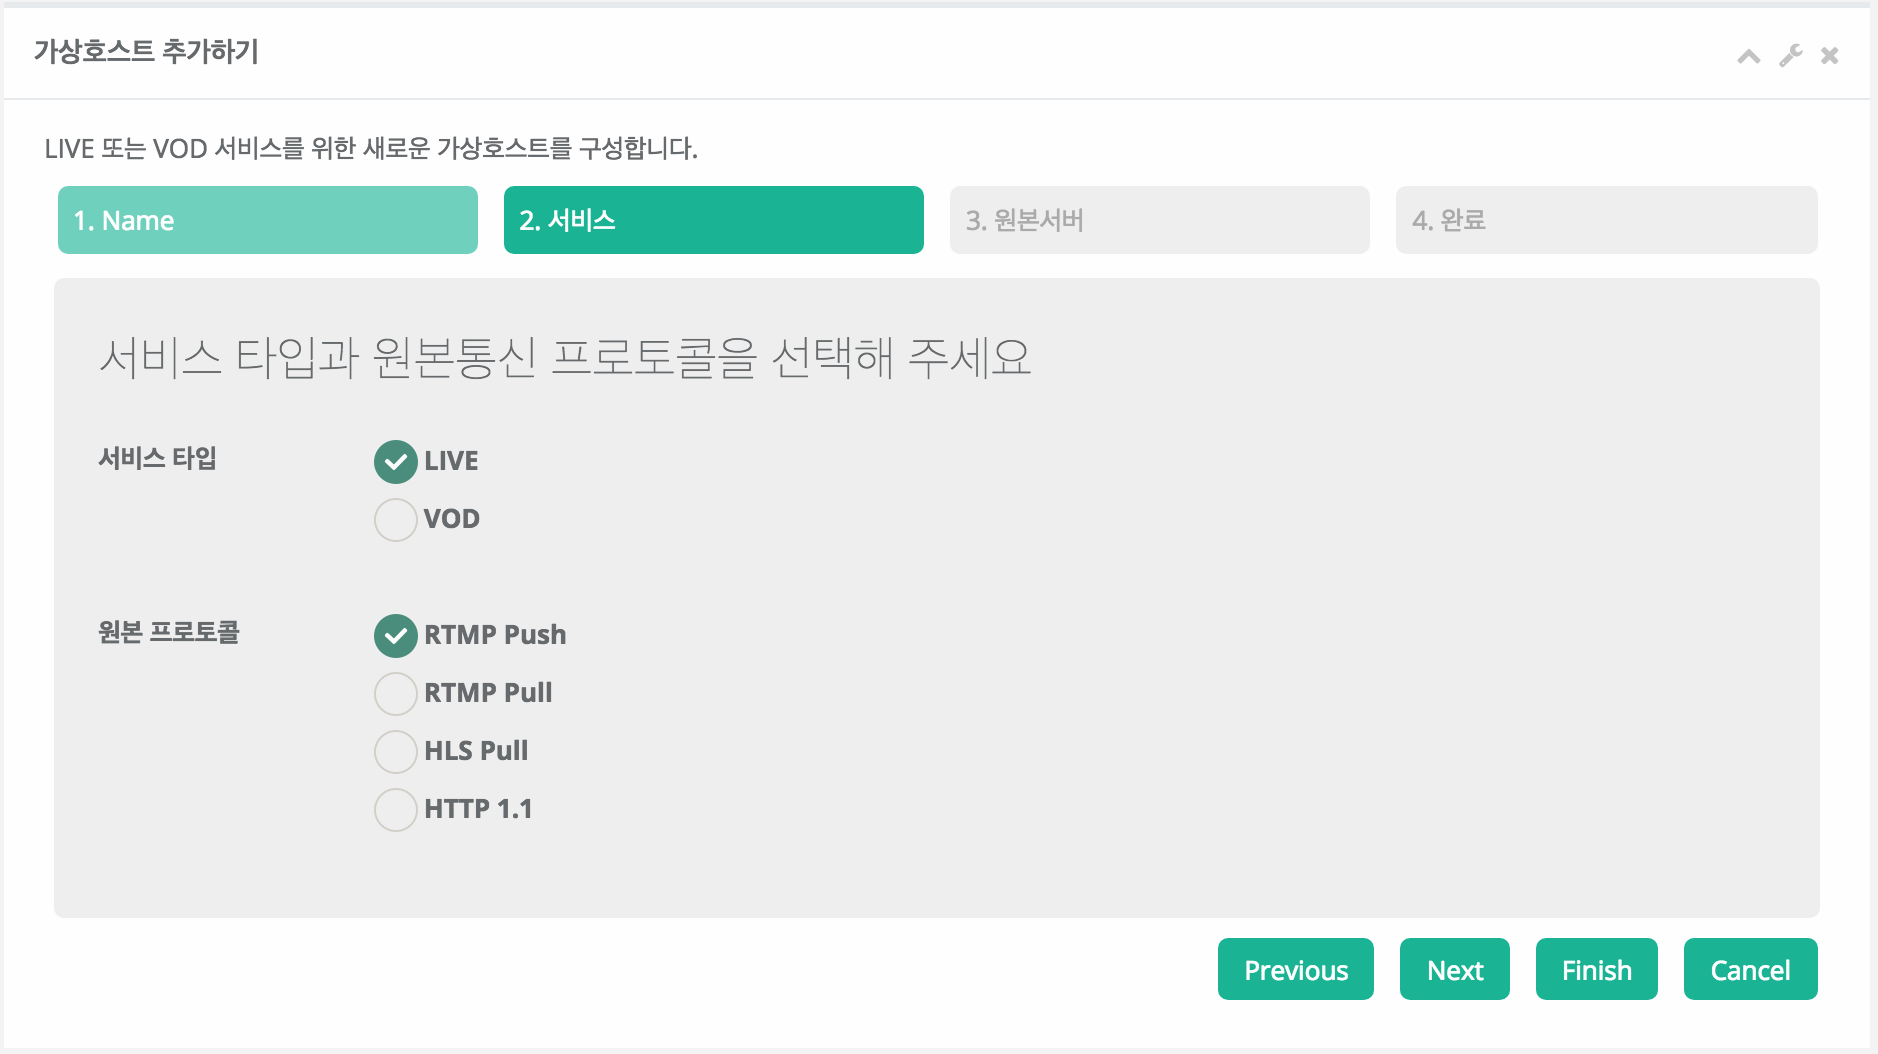 가상호스트 추가하기
LIVE 또는 VOD 서비스를 위한 새로운 가상호스트를 구성합니다.
1. Name
2. 서비스
3. 원본서버
4. 완료
서비스 타입과 원본통신 프로토콜을 선택해 주세요
서비스 타입
LIVE
VOD
원본 프로토콜
RTMP Push
RTMP Pull
HLS Pull
HTTP 1.1
Previous
Next
Finish
Cancel